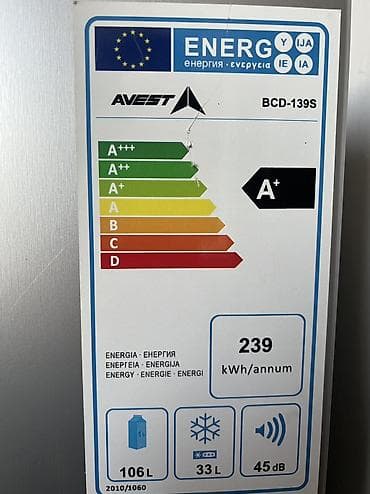 ENERG Y IJA IE IA
енергия · ενεργεια
AVEST BCD-139S
A+++
A++
A+
A
B
C
D
A+
ENERGIA · ЕНЕРГИЯ
ΕΝΕΡΓΕΙΑ · ENERGIJA
ENERGY · ENERGIE · ENERGI
239
kWh/annum
106 L
33 L
45 dB
2010/1060